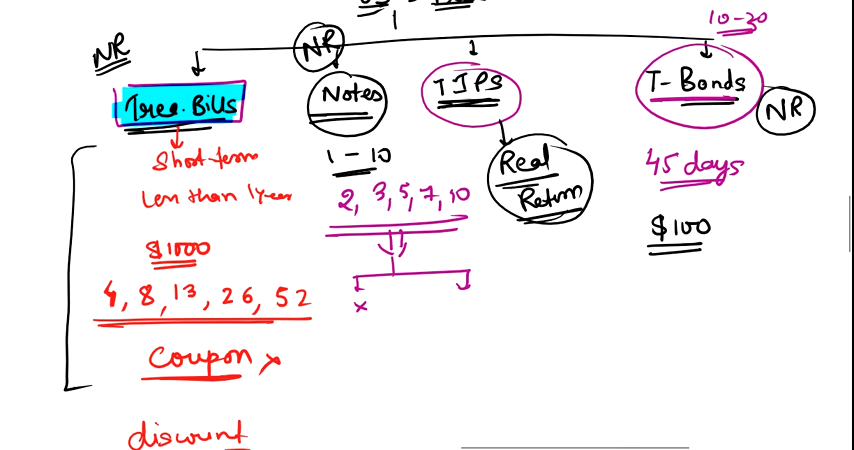 10-30
NR
NR
Trea. Bills
Notes
TIPS
T-Bonds
NR
Short-term
Less than 1 year
$1000
4, 8, 13, 26, 52
Coupon x
discount
1 - 10
2, 3, 5, 7, 10
x
Real
Return
45 days
$100